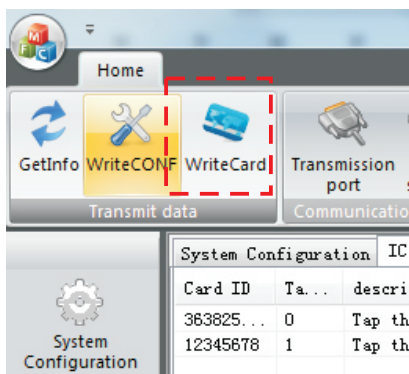 M
F C
Home
GetInfo WriteCONF WriteCard Transmission port
Transmit data
System Configuration IC
Card ID Ta... descri
363825... 0 Tap th
12345678 1 Tap th
System
Configuration